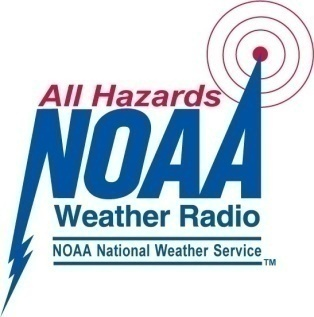 All Hazards
NOAA
Weather Radio
NOAA National Weather Service
TM